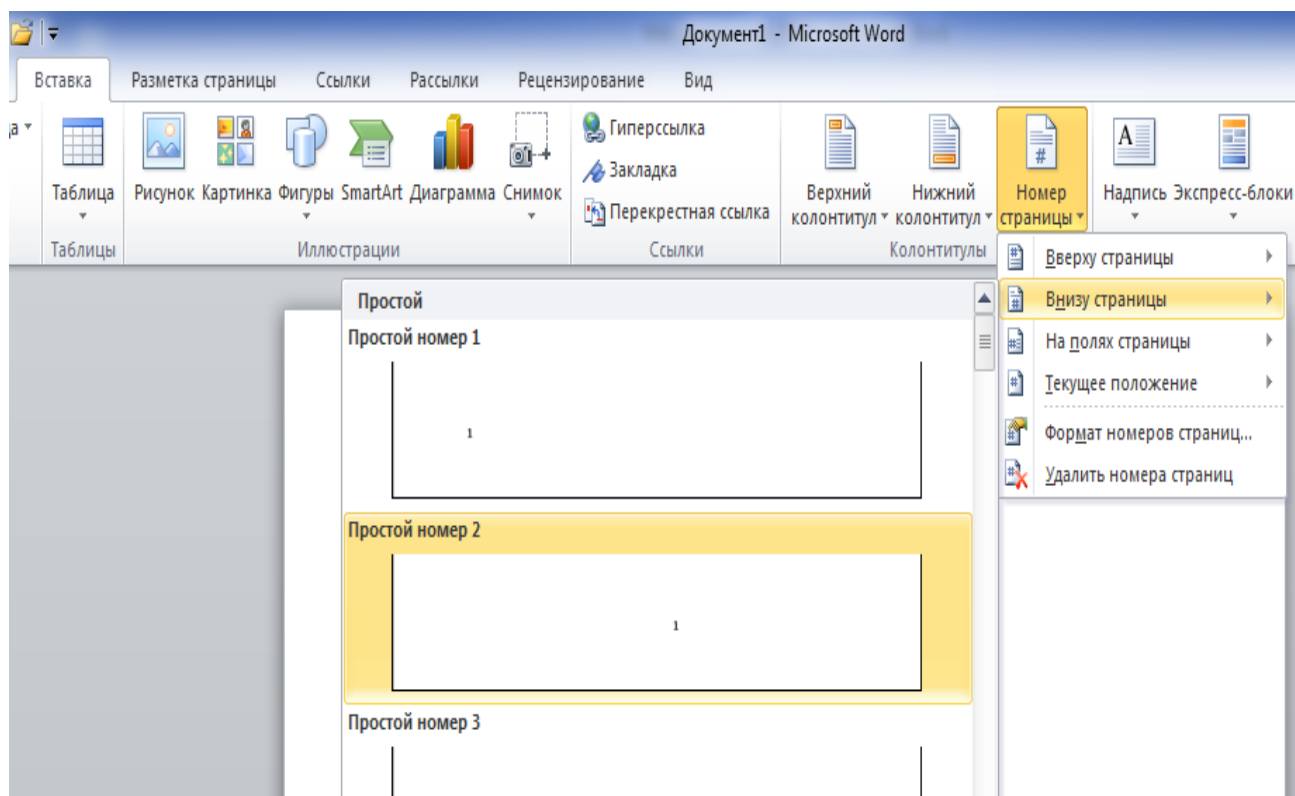 Документ1 - Microsoft Word
Вставка Разметка страницы Ссылки Рассылки Рецензирование Вид
Таблица
Рисунок Картинка Фигуры SmartArt Диаграмма Снимок
Гиперссылка
Закладка
Перекрестная ссылка
Верхний колонтитул
Нижний колонтитул
Номер страницы
Надпись Экспресс-блоки
Таблицы Иллюстрации Ссылки Колонтитулы
Вверху страницы
Внизу страницы
На полях страницы
Текущее положение
Формат номеров страниц...
Удалить номера страниц
Простой
Простой номер 1
1
Простой номер 2
1
Простой номер 3